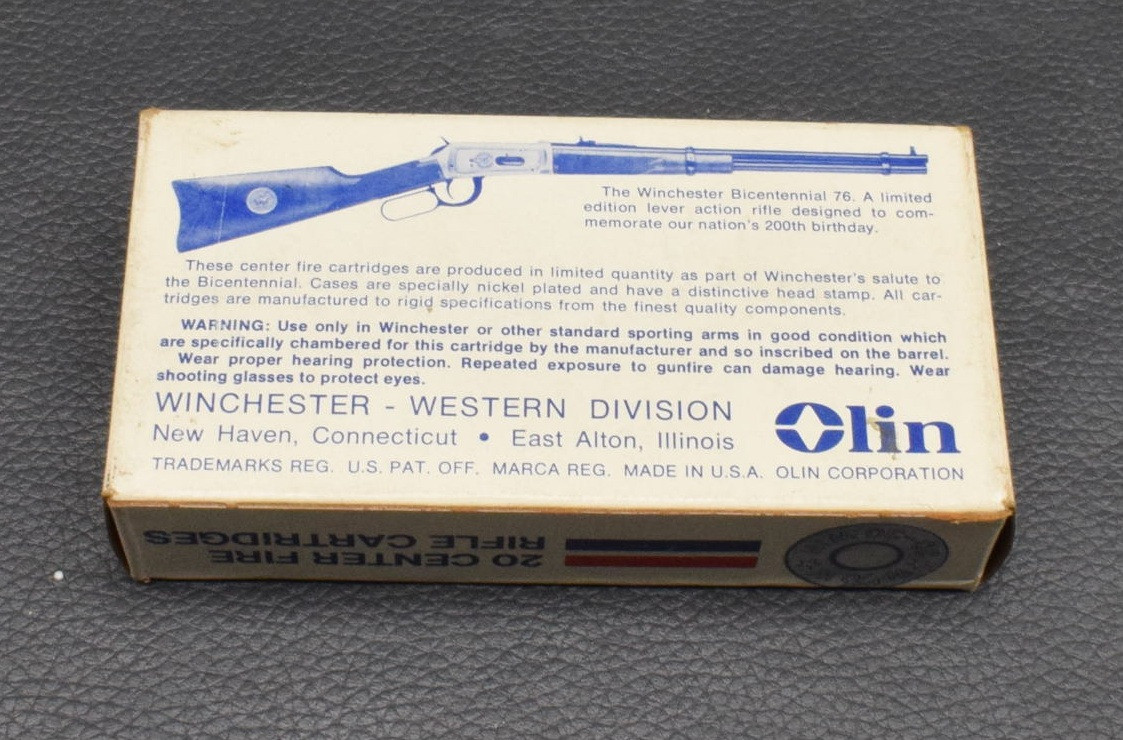 The Winchester Bicentennial 76. A limited
edition lever action rifle designed to com-
memorate our nation's 200th birthday.
These center fire cartridges are produced in limited quantity as part of Winchester's salute to
the Bicentennial. Cases are specially nickel plated and have a distinctive head stamp. All car-
tridges are manufactured to rigid specifications from the finest quality components.
WARNING: Use only in Winchester or other standard sporting arms in good condition which
are specifically chambered for this cartridge by the manufacturer and so inscribed on the barrel.
Wear proper hearing protection. Repeated exposure to gunfire can damage hearing. Wear
shooting glasses to protect eyes.
WINCHESTER - WESTERN DIVISION
New Haven, Connecticut • East Alton, Illinois
Olin
TRADEMARKS REG. U.S. PAT. OFF. MARCA REG. MADE IN U.S.A. OLIN CORPORATION
20 CENTER FIRE
RIFLE CARTRIDGES